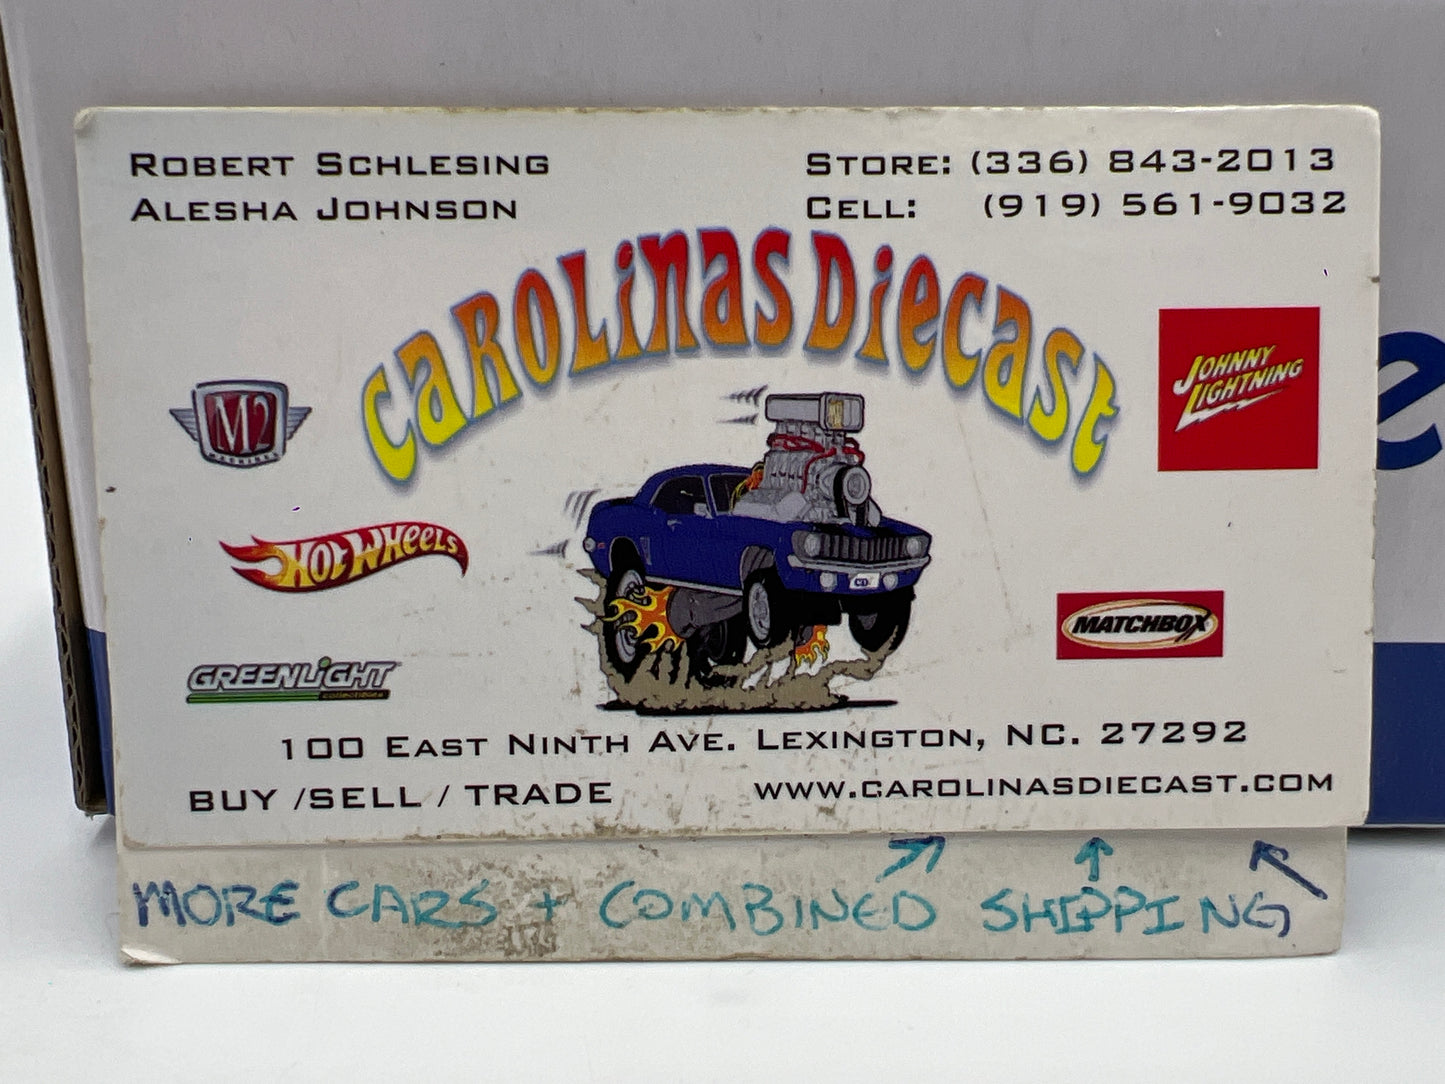 ROBERT SCHLESING
ALESHA JOHNSON
STORE: (336) 843-2013
CELL: (919) 561-9032
CAROLiNAS DiECAST
M2
MACHINES
JOHNNY
LIGHTNING
HOT WHEELS
MATCHBOX
GREENLiGHT
collectibles
100 EAST NINTH AVE. LEXINGTON, NC. 27292
BUY /SELL / TRADE
WWW.CAROLINASDIECAST.COM
MORE CARS + COMBINED SHIPPING
e